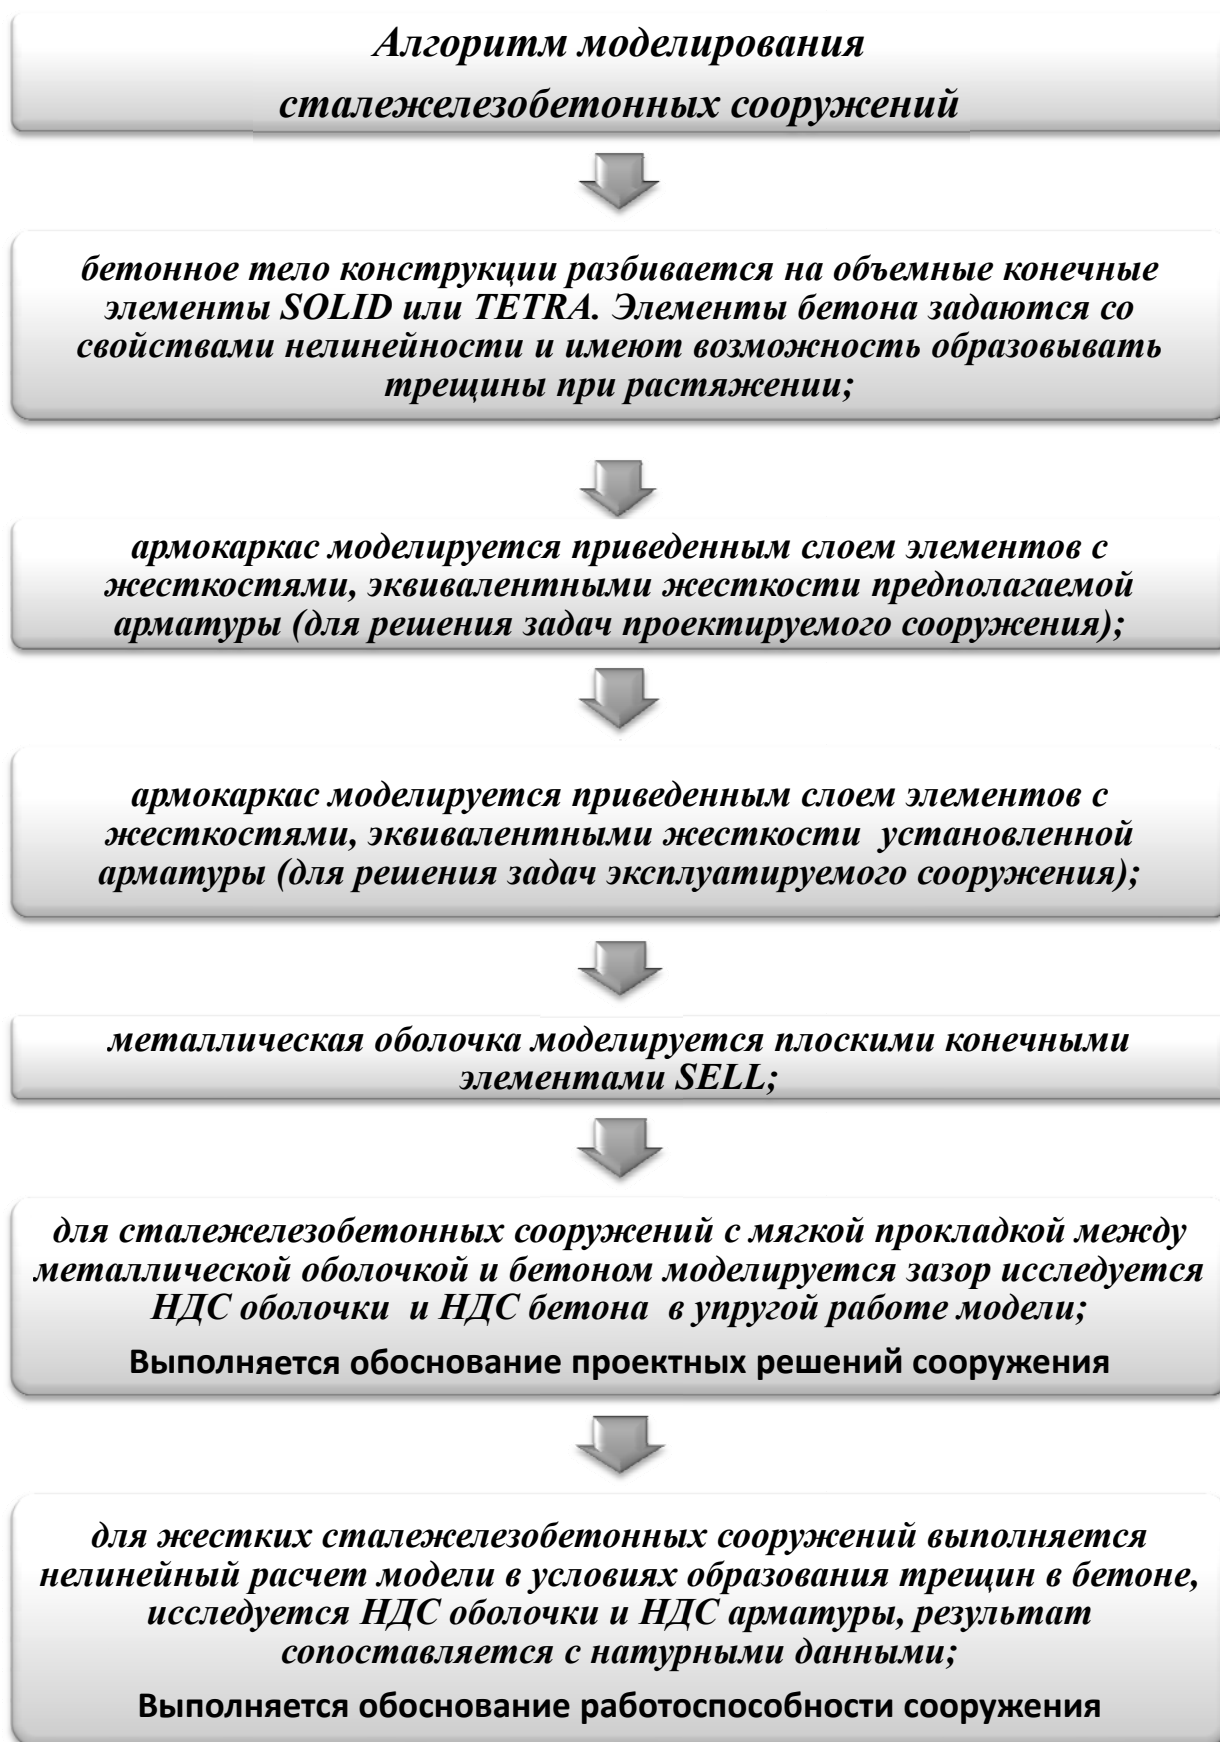 Алгоритм моделирования
сталежелезобетонных сооружений
бетонное тело конструкции разбивается на объемные конечные
элементы SOLID или TETRA. Элементы бетона задаются со
свойствами нелинейности и имеют возможность образовывать
трещины при растяжении;
армокаркас моделируется приведенным слоем элементов с
жесткостями, эквивалентными жесткости предполагаемой
арматуры (для решения задач проектируемого сооружения);
армокаркас моделируется приведенным слоем элементов с
жесткостями, эквивалентными жесткости установленной
арматуры (для решения задач эксплуатируемого сооружения);
металлическая оболочка моделируется плоскими конечными
элементами SELL;
для сталежелезобетонных сооружений с мягкой прокладкой между
металлической оболочкой и бетоном моделируется зазор исследуется
НДС оболочки и НДС бетона в упругой работе модели;
Выполняется обоснование проектных решений сооружения
для жестких сталежелезобетонных сооружений выполняется
нелинейный расчет модели в условиях образования трещин в бетоне,
исследуется НДС оболочки и НДС арматуры, результат
сопоставляется с натурными данными;
Выполняется обоснование работоспособности сооружения